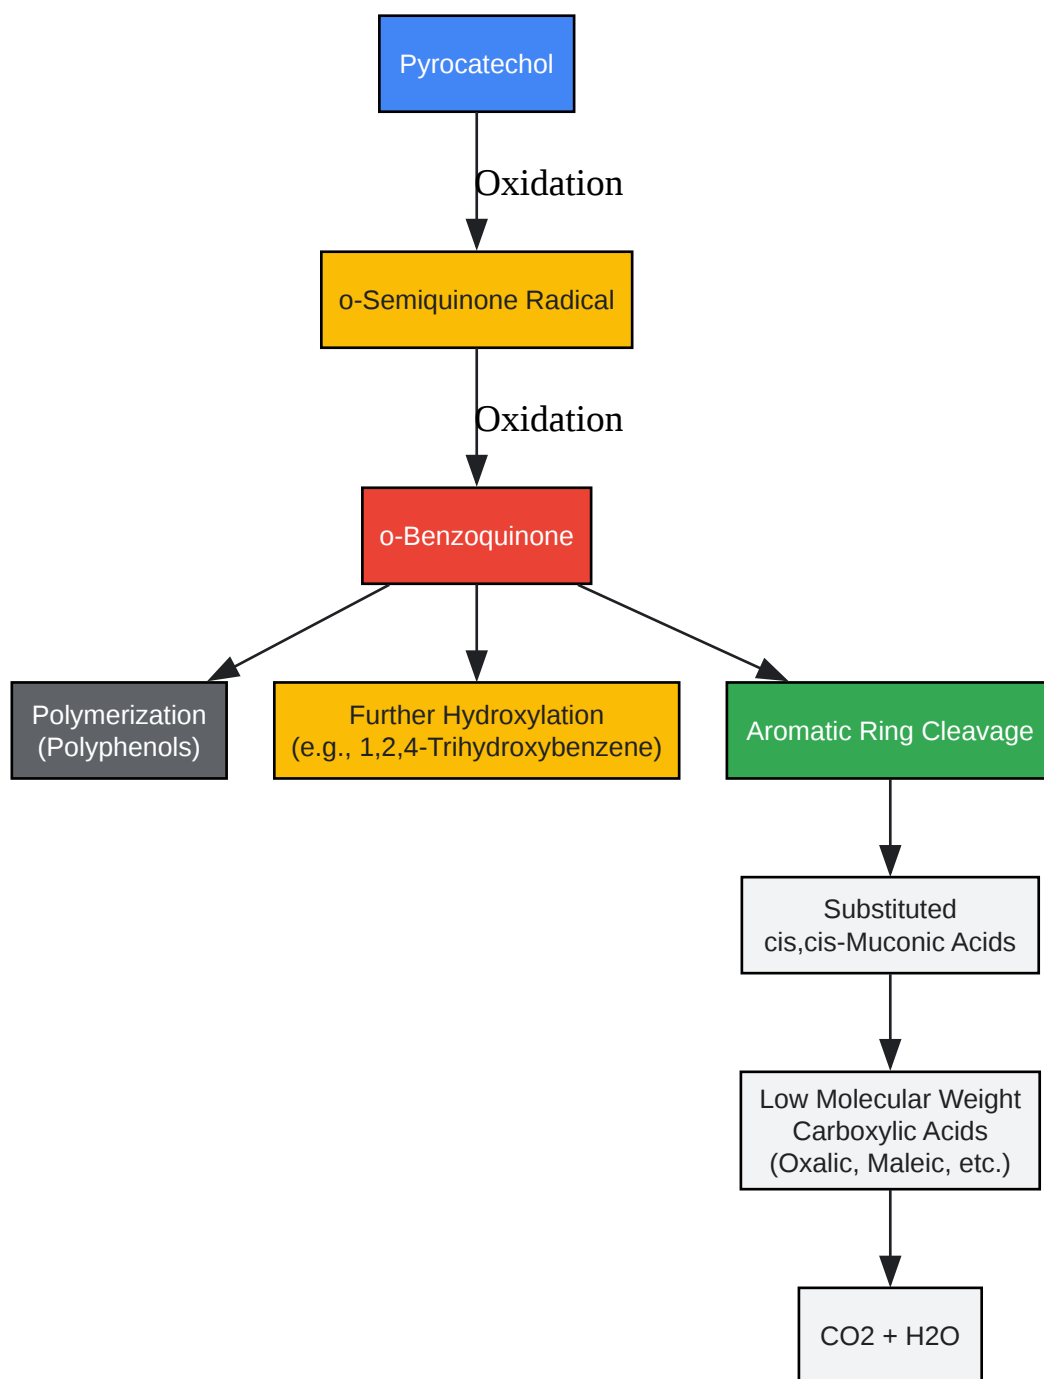 Pyrocatechol
Oxidation
o-Semiquinone Radical
Oxidation
o-Benzoquinone
Polymerization
(Polyphenols)
Further Hydroxylation
(e.g., 1,2,4-Trihydroxybenzene)
Aromatic Ring Cleavage
Substituted
cis,cis-Muconic Acids
Low Molecular Weight
Carboxylic Acids
(Oxalic, Maleic, etc.)
CO2 + H2O